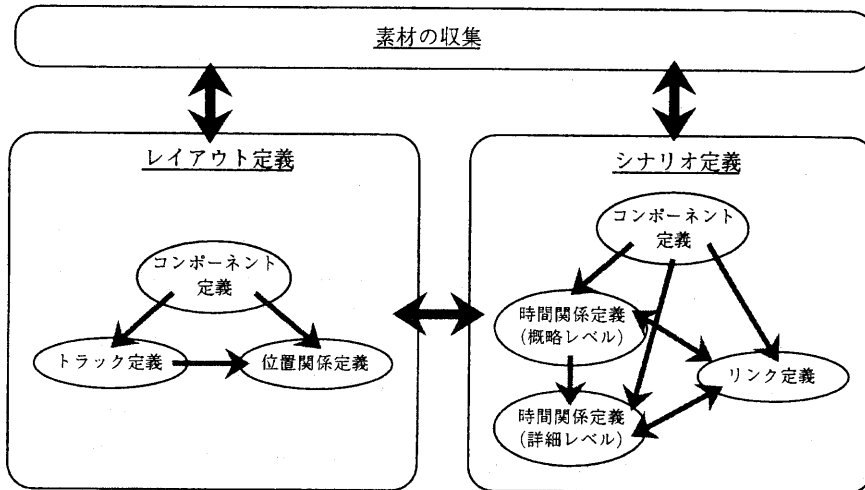 素材の収集
レイアウト定義
コンポーネント
定義
トラック定義
位置関係定義
シナリオ定義
コンポーネント
定義
時間関係定義
(概略レベル)
リンク定義
時間関係定義
(詳細レベル)